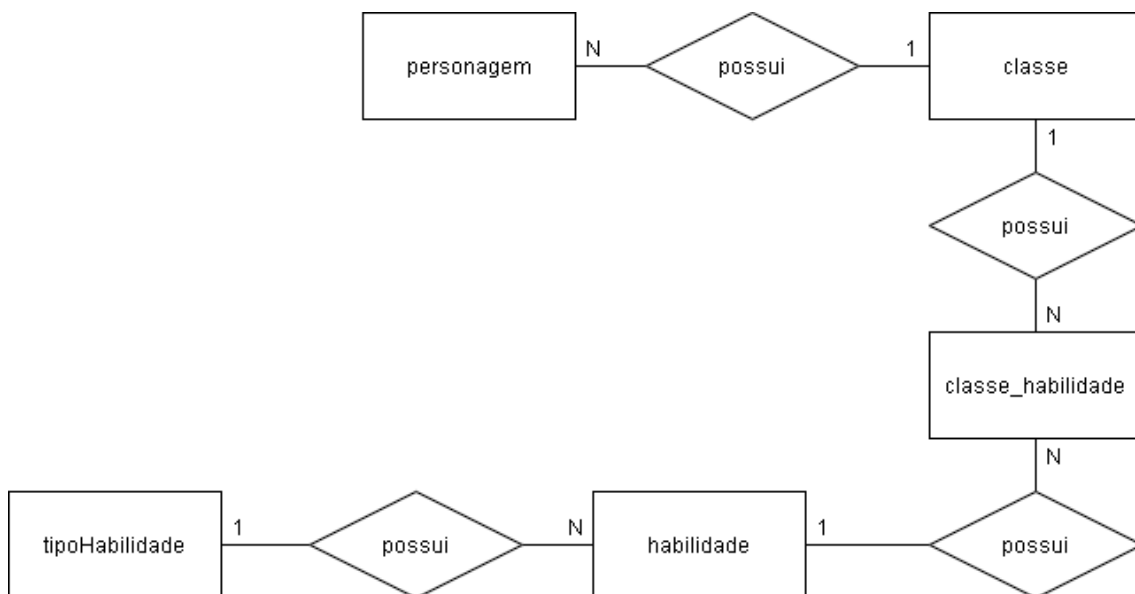 personagem
N
possui
1
classe
1
possui
N
classe_habilidade
N
tipoHabilidade
1
possui
N
habilidade
1
possui